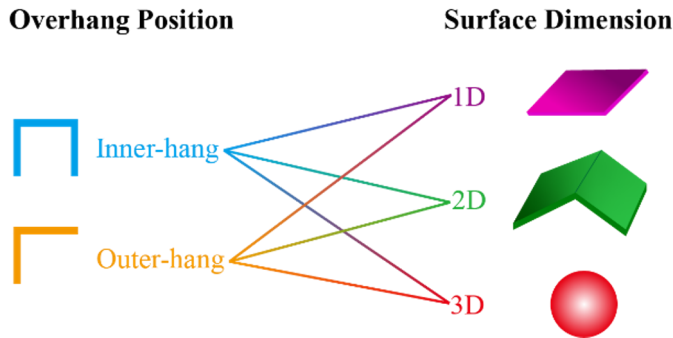 Overhang Position
Surface Dimension
1D
Inner-hang
2D
Outer-hang
3D